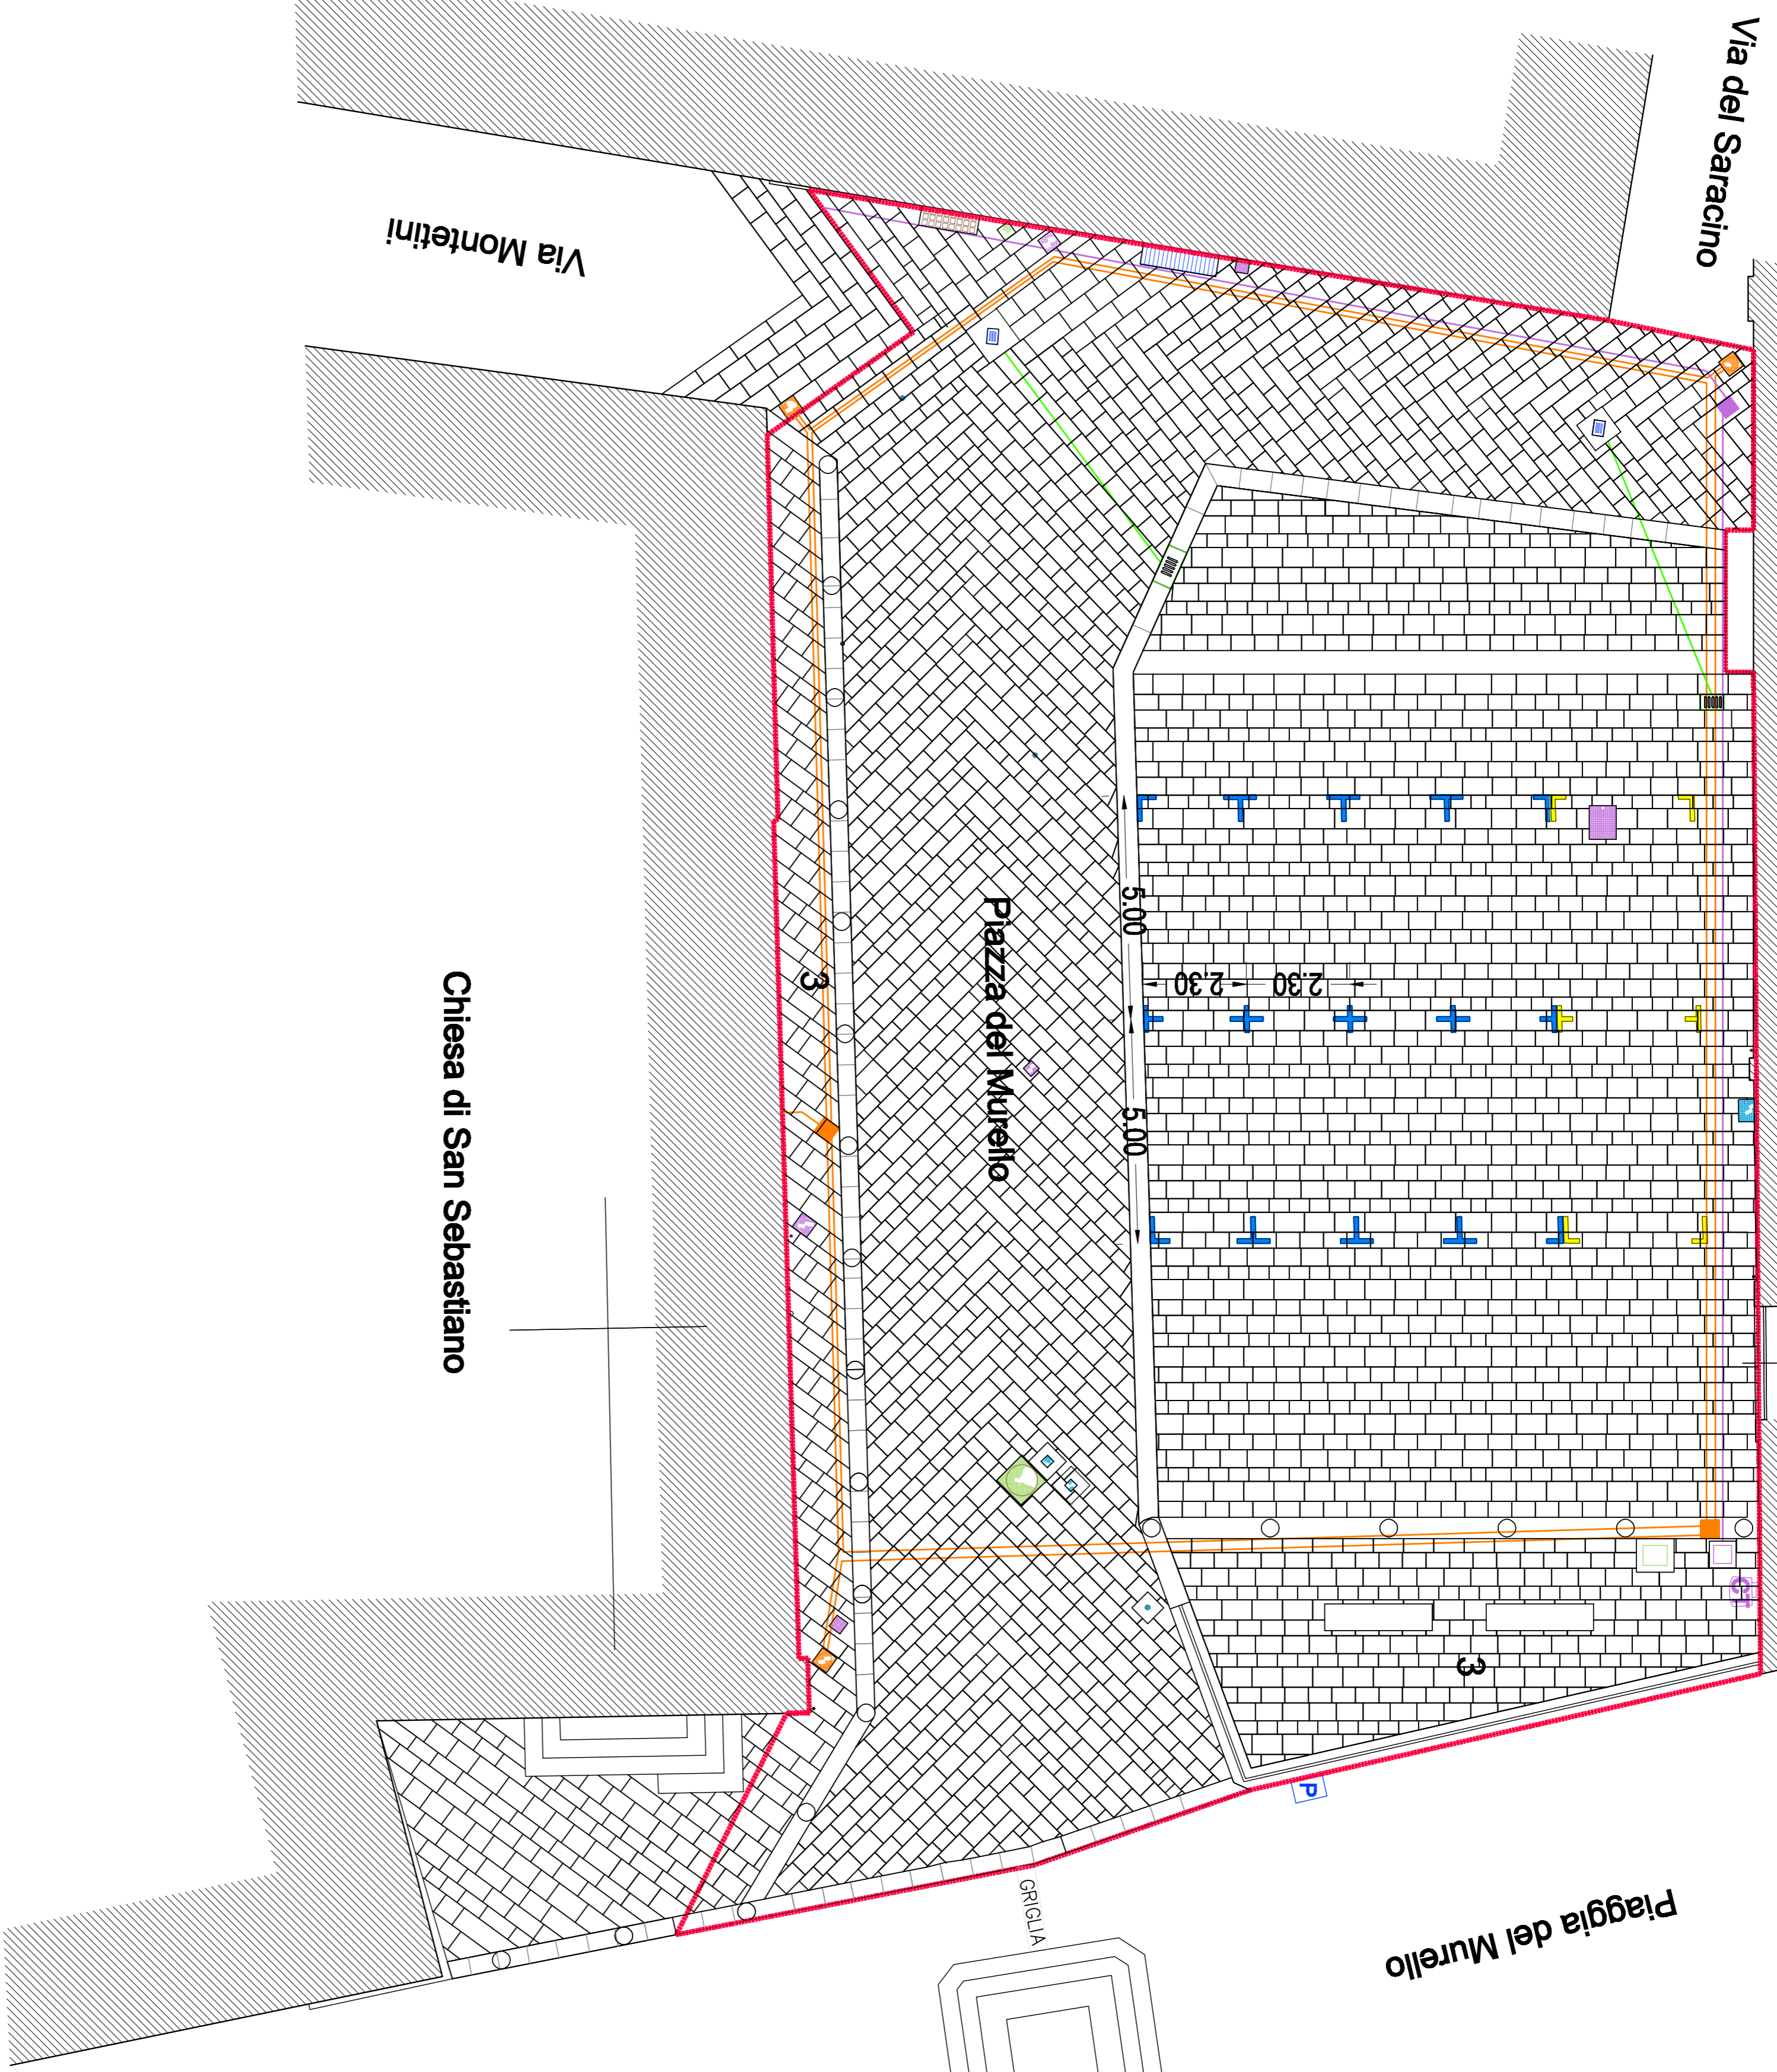 Via del Saracino
Via Montetini
5.00
Piazza del Murello
2.30
2.30
3
Chiesa di San Sebastiano
5.00
CT
3
P
GRIGLIA
Piaggia del Murello